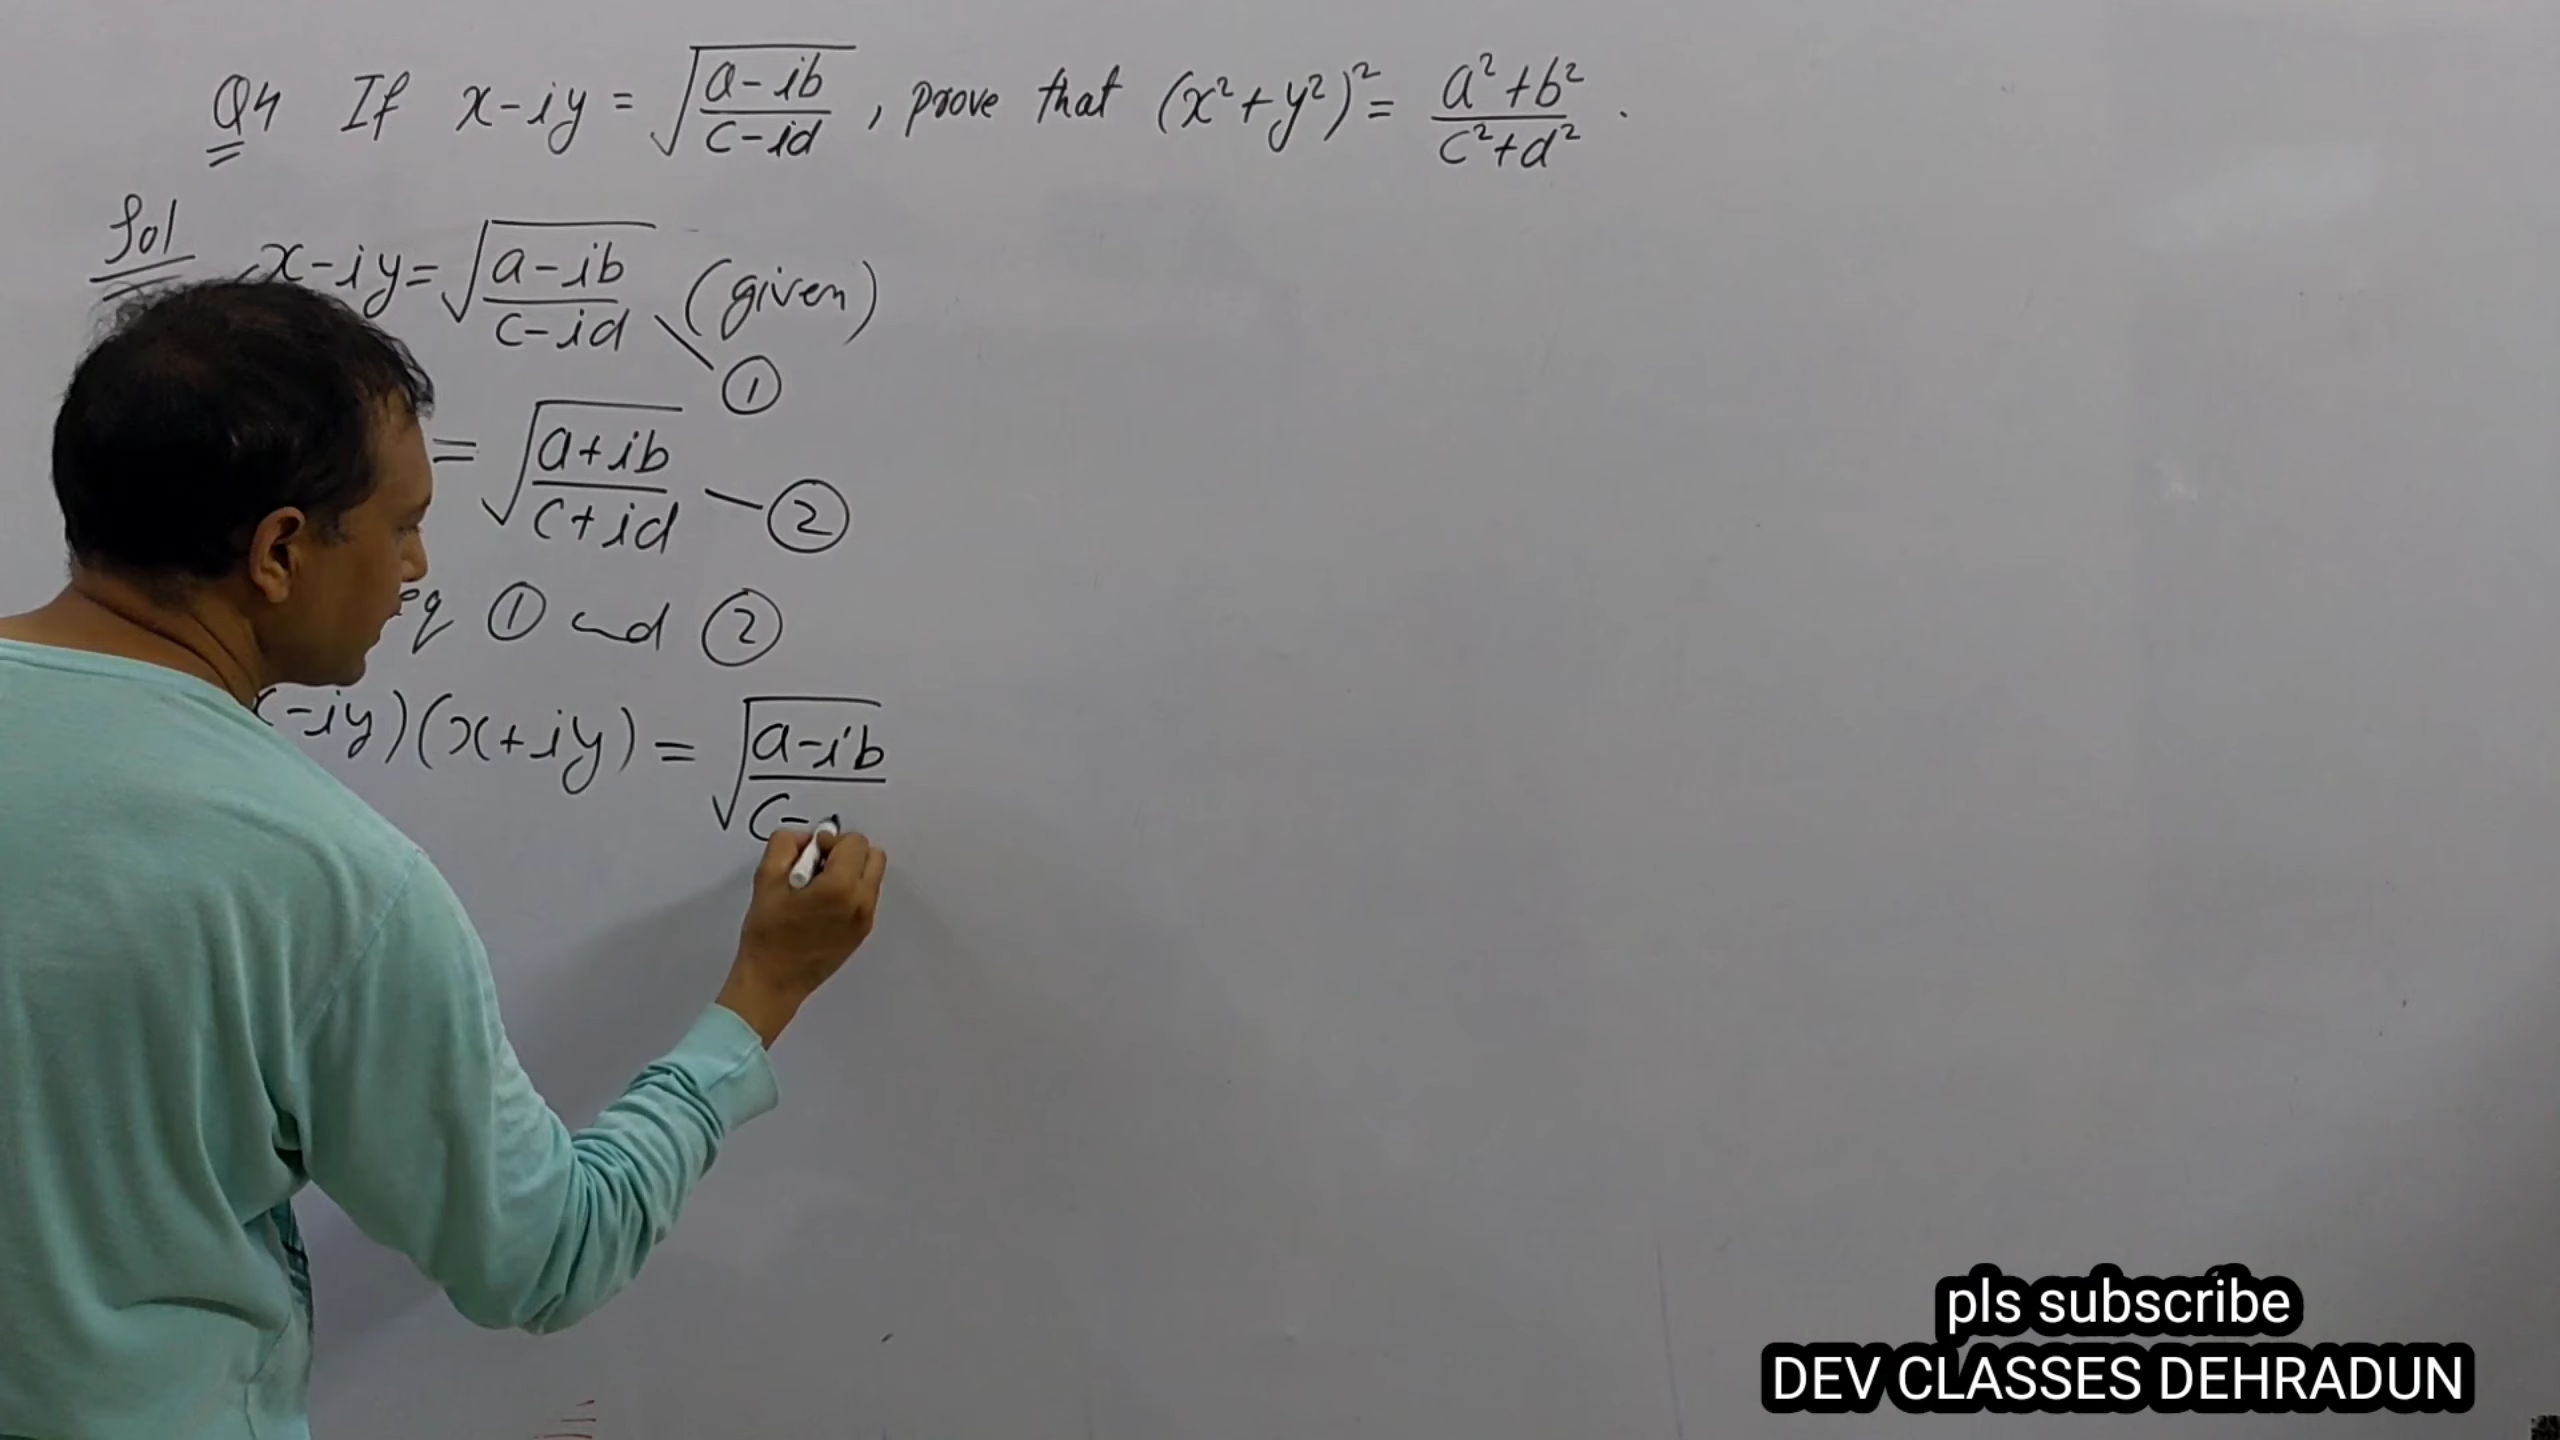 Q4 If x-iy = √(a-ib / c-id), prove that (x²+y²)² = a²+b² / c²+d².
Sol x-iy = √(a-ib / c-id) (given)
①
= √(a+ib / c+id) — ②
eq ① and ②
-iy)(x+iy) = √(a-ib / c-
pls subscribe
DEV CLASSES DEHRADUN